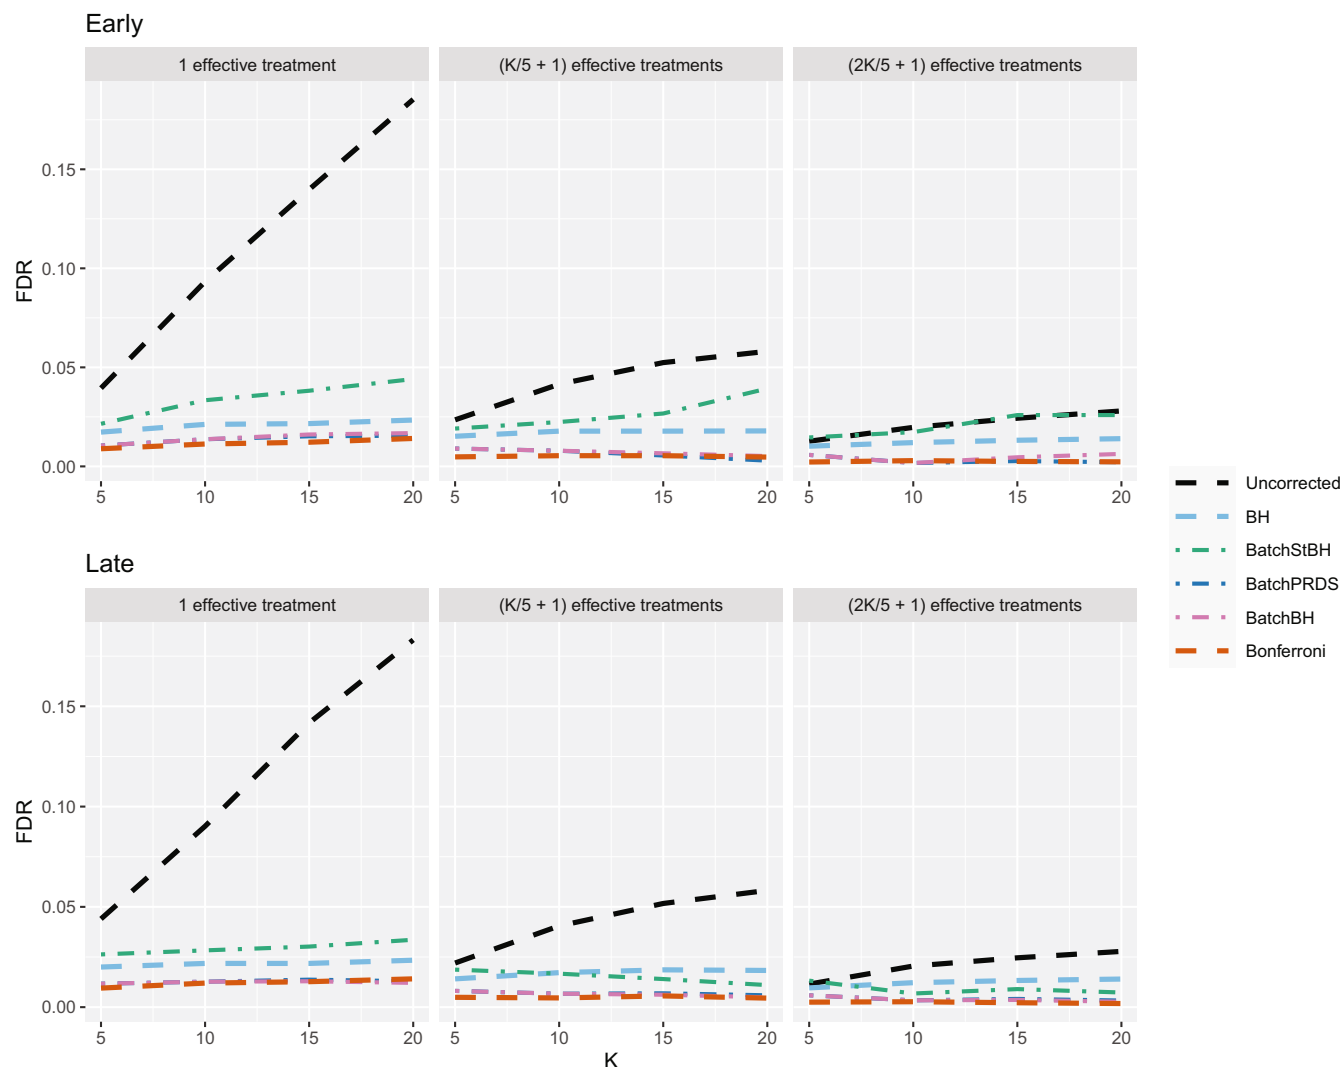 Early
1 effective treatment
(K/5 + 1) effective treatments
(2K/5 + 1) effective treatments
FDR
0.15
0.10
0.05
0.00
5 10 15 20
5 10 15 20
5 10 15 20
Late
1 effective treatment
(K/5 + 1) effective treatments
(2K/5 + 1) effective treatments
FDR
0.15
0.10
0.05
0.00
5 10 15 20
5 10 15 20
5 10 15 20
K
Uncorrected
BH
BatchStBH
BatchPRDS
BatchBH
Bonferroni